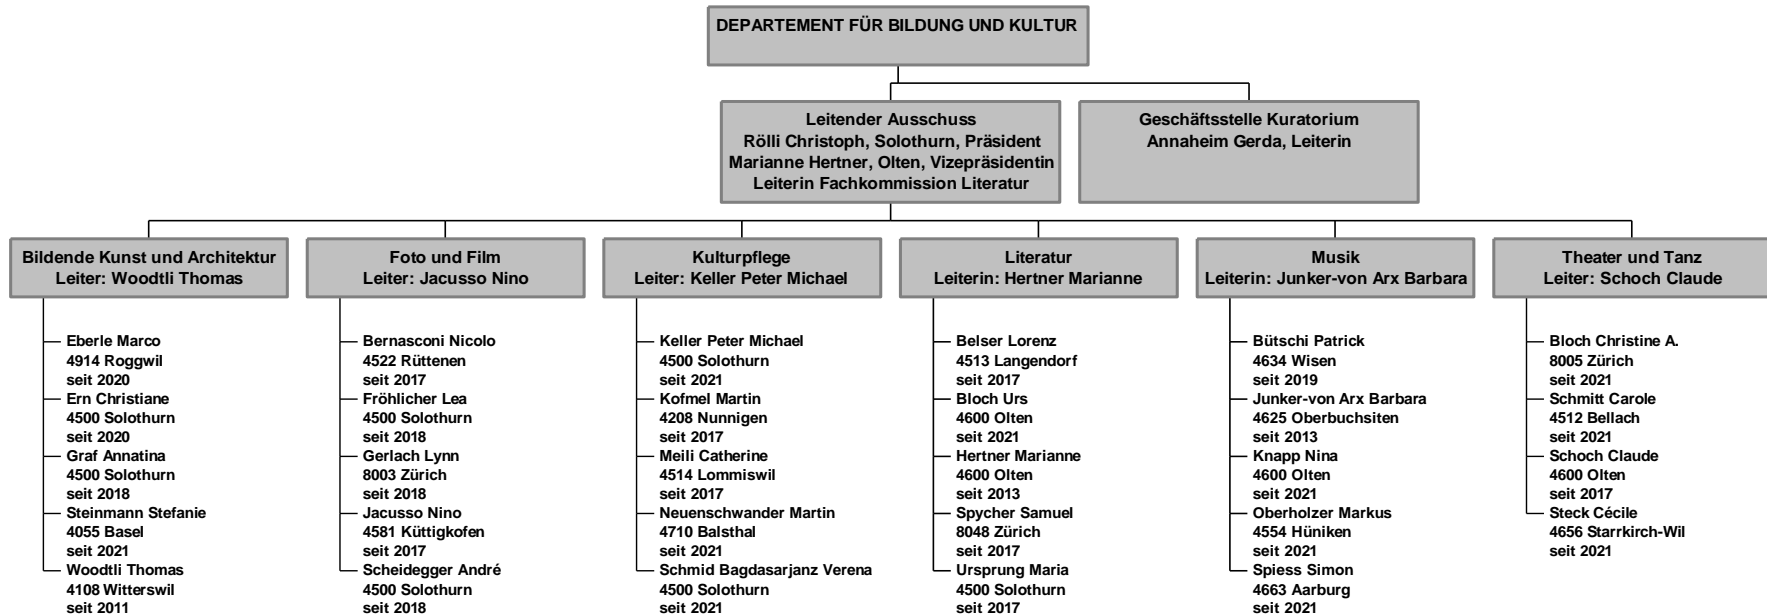 DEPARTEMENT FÜR BILDUNG UND KULTUR
Leitender Ausschuss
Rölli Christoph, Solothurn, Präsident
Marianne Hertner, Olten, Vizepräsidentin
Leiterin Fachkommission Literatur
Geschäftsstelle Kuratorium
Annaheim Gerda, Leiterin
Bildende Kunst und Architektur
Leiter: Woodtli Thomas
Eberle Marco
4914 Roggwil
seit 2020
Ern Christiane
4500 Solothurn
seit 2020
Graf Annatina
4500 Solothurn
seit 2018
Steinmann Stefanie
4055 Basel
seit 2021
Woodtli Thomas
4108 Witterswil
seit 2011
Foto und Film
Leiter: Jacusso Nino
Bernasconi Nicolo
4522 Rüttenen
seit 2017
Fröhlicher Lea
4500 Solothurn
seit 2018
Gerlach Lynn
8003 Zürich
seit 2018
Jacusso Nino
4581 Küttigkofen
seit 2017
Scheidegger André
4500 Solothurn
seit 2018
Kulturpflege
Leiter: Keller Peter Michael
Keller Peter Michael
4500 Solothurn
seit 2021
Kofmel Martin
4208 Nunnigen
seit 2017
Meili Catherine
4514 Lommiswil
seit 2017
Neuenschwander Martin
4710 Balsthal
seit 2021
Schmid Bagdasarjanz Verena
4500 Solothurn
seit 2021
Literatur
Leiterin: Hertner Marianne
Belser Lorenz
4513 Langendorf
seit 2017
Bloch Urs
4600 Olten
seit 2021
Hertner Marianne
4600 Olten
seit 2013
Spycher Samuel
8048 Zürich
seit 2017
Ursprung Maria
4500 Solothurn
seit 2017
Musik
Leiterin: Junker-von Arx Barbara
Bütschi Patrick
4634 Wisen
seit 2019
Junker-von Arx Barbara
4625 Oberbuchsiten
seit 2013
Knapp Nina
4600 Olten
seit 2021
Oberholzer Markus
4554 Hüniken
seit 2021
Spiess Simon
4663 Aarburg
seit 2021
Theater und Tanz
Leiter: Schoch Claude
Bloch Christine A.
8005 Zürich
seit 2021
Schmitt Carole
4512 Bellach
seit 2021
Schoch Claude
4600 Olten
seit 2017
Steck Cécile
4656 Starrkirch-Wil
seit 2021